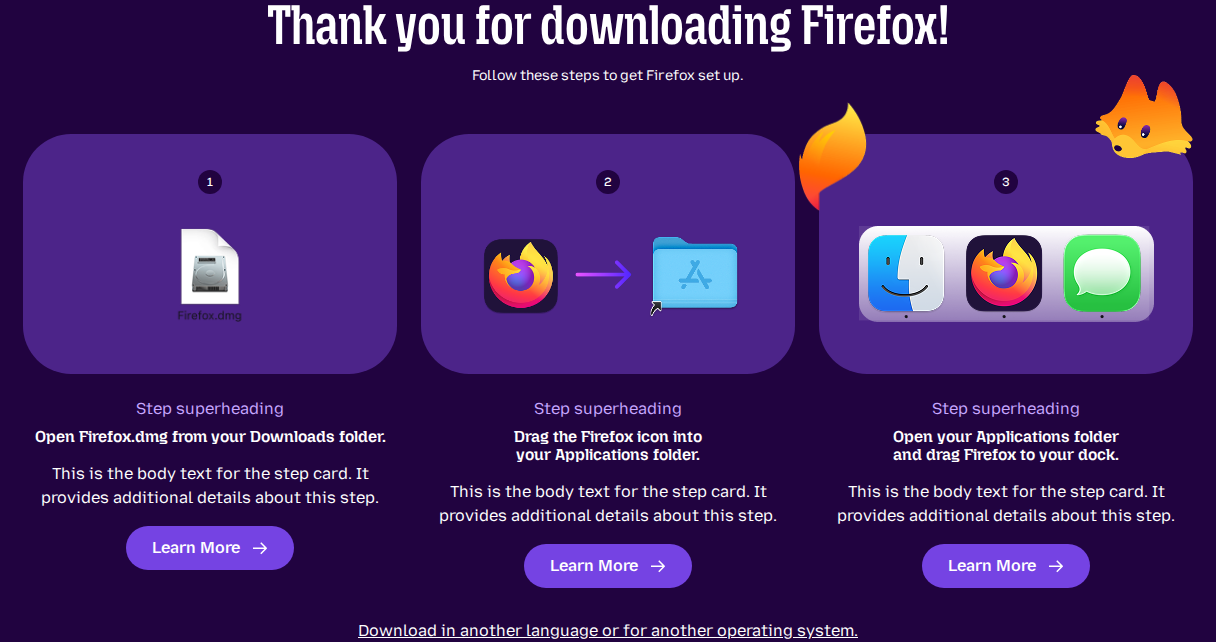 Thank you for downloading Firefox!
Follow these steps to get Firefox set up.
1
Firefox.dmg
Step superheading
Open Firefox.dmg from your Downloads folder.
This is the body text for the step card. It
provides additional details about this step.
Learn More
2
Step superheading
Drag the Firefox icon into
your Applications folder.
This is the body text for the step card. It
provides additional details about this step.
Learn More
3
Step superheading
Open your Applications folder
and drag Firefox to your dock.
This is the body text for the step card. It
provides additional details about this step.
Learn More
Download in another language or for another operating system.